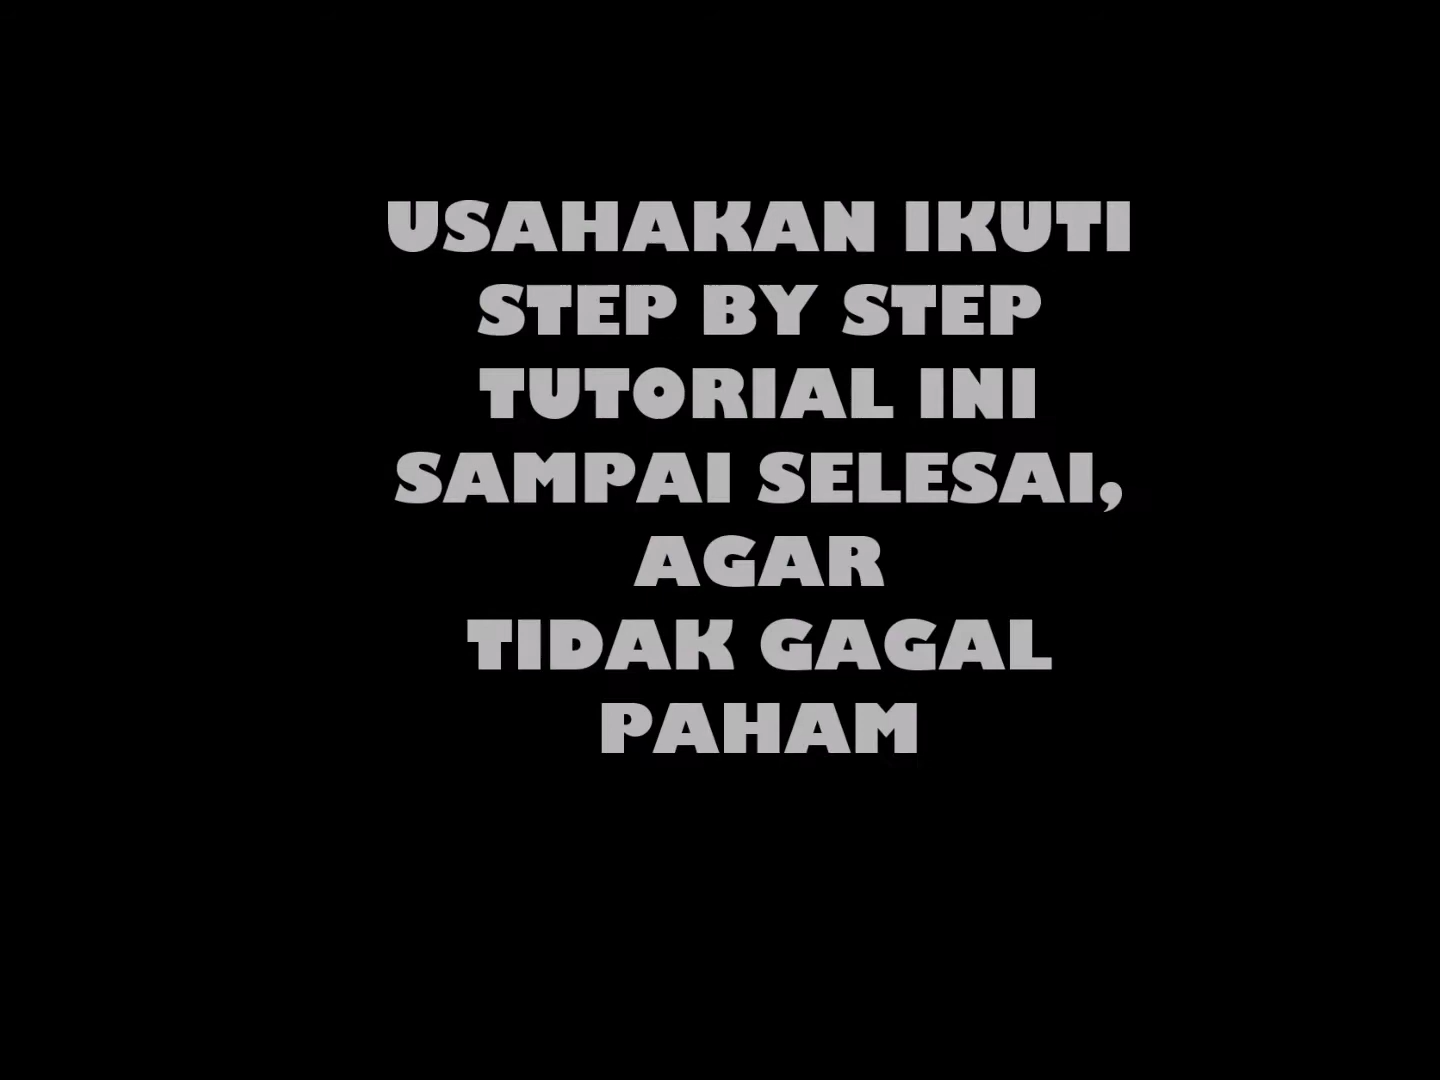 USAHAKAN IKUTI
STEP BY STEP
TUTORIAL INI
SAMPAI SELESAI,
AGAR
TIDAK GAGAL
PAHAM